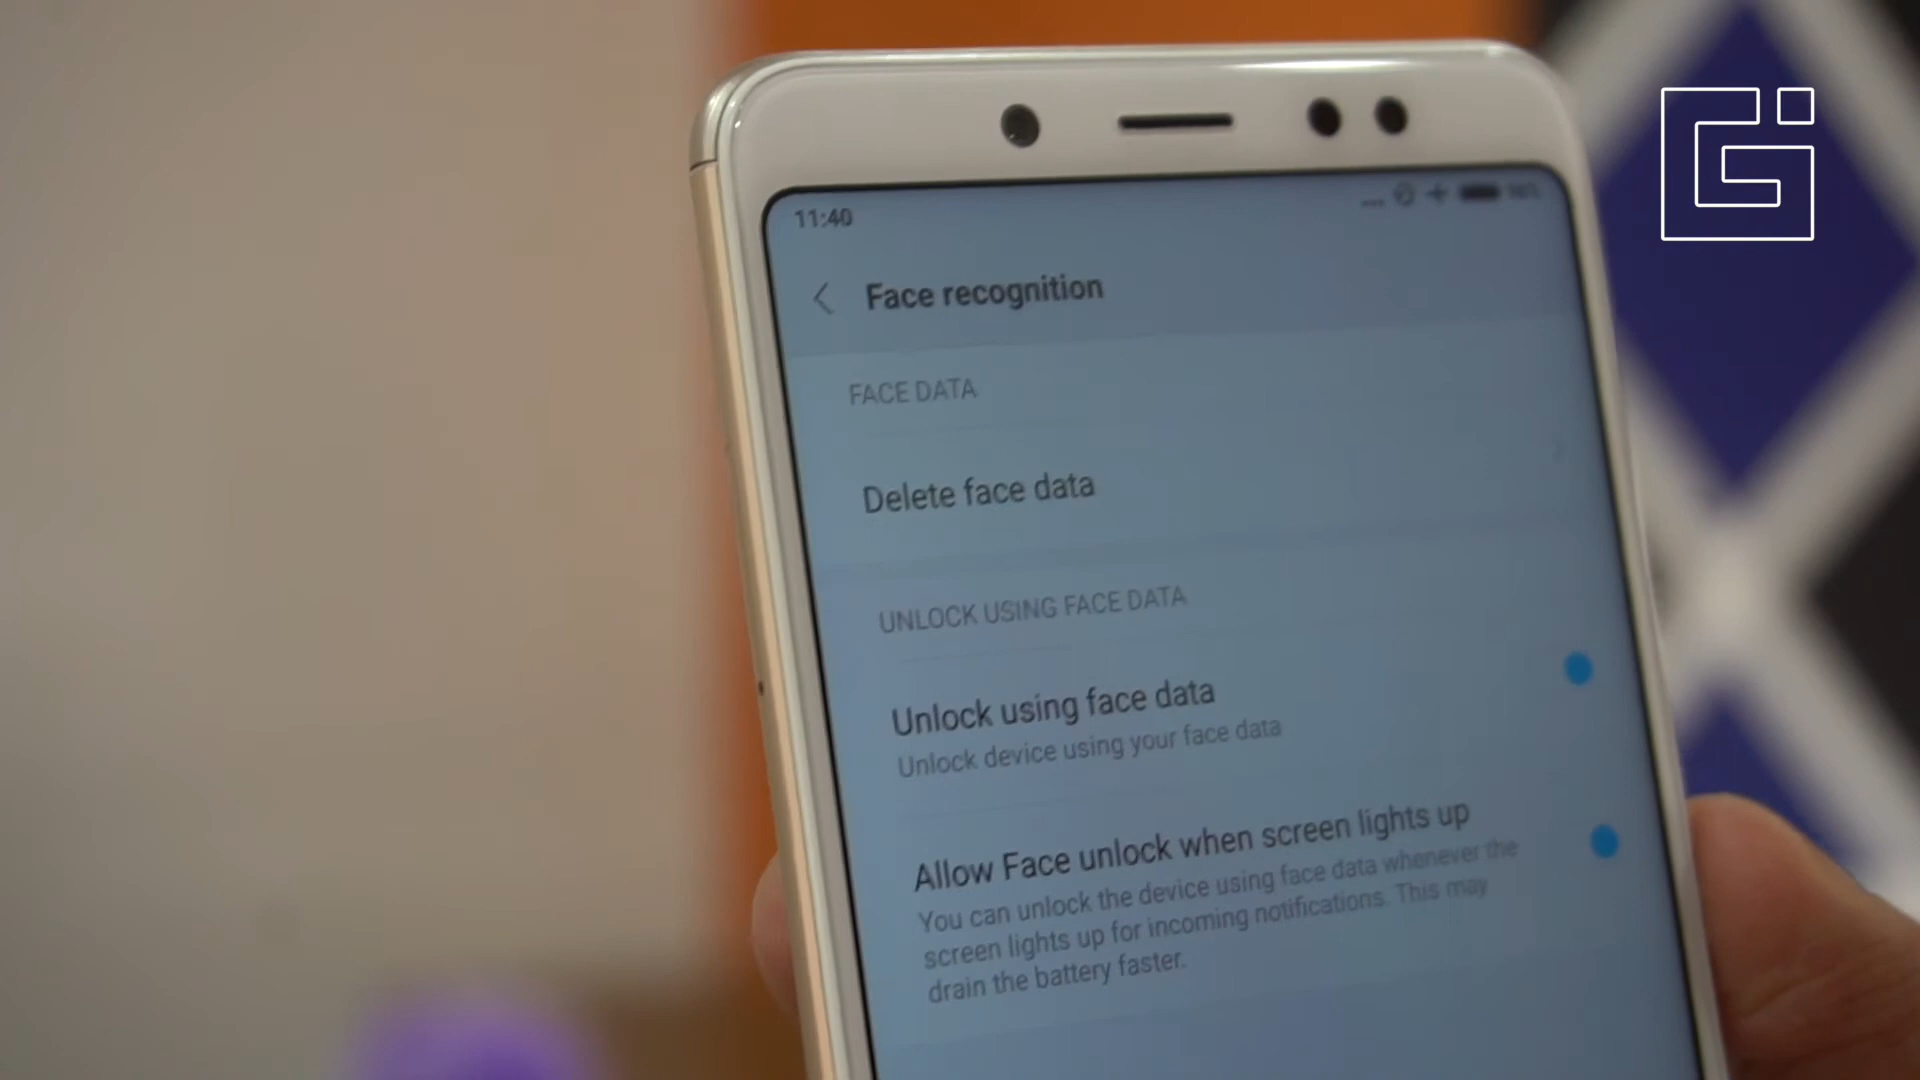 11:40
Face recognition
FACE DATA
Delete face data
UNLOCK USING FACE DATA
Unlock using face data
Unlock device using your face data
Allow Face unlock when screen lights up
You can unlock the device using face data whenever the
screen lights up for incoming notifications. This may
drain the battery faster.